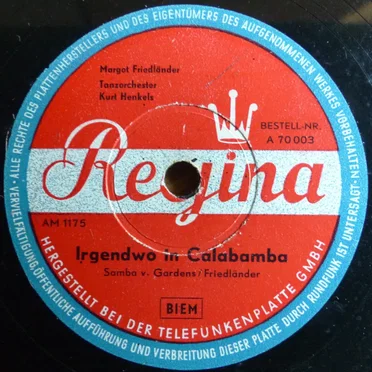 ALLE RECHTE DES PLATTENHERSTELLERS UND DES EIGENTÜMERS DES AUFGENOMMENEN WERKES VORBEHALTEN
VERVIELFÄLTIGUNG, ÖFFENTLICHE AUFFÜHRUNG UND VERBREITUNG DIESER PLATTE DURCH RUNDFUNK IST UNTERSAGT
Margot Friedländer
Tanzorchester
Kurt Henkels
BESTELL-NR.
A 70 003
Regina
AM 1175
Irgendwo in Calabamba
Samba v. Gardens/Friedländer
BIEM
HERGESTELLT BEI DER TELEFUNKENPLATTE GMBH